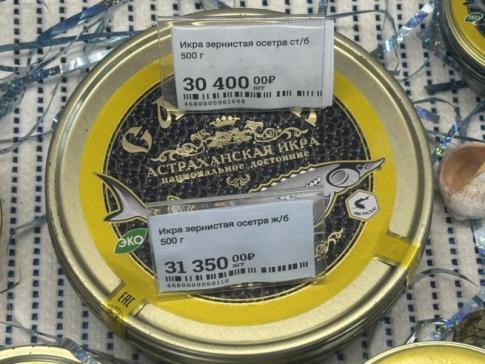 Икра зернистая осетра ст/б
500 г
30 400 00₽
шт
4680000061666
АСТРАХАНСКАЯ ИКРА
национальное достояние
Икра зернистая осетра ж/б
500 г
ЭКО
31 350 00₽
шт
4680000060110
EAC